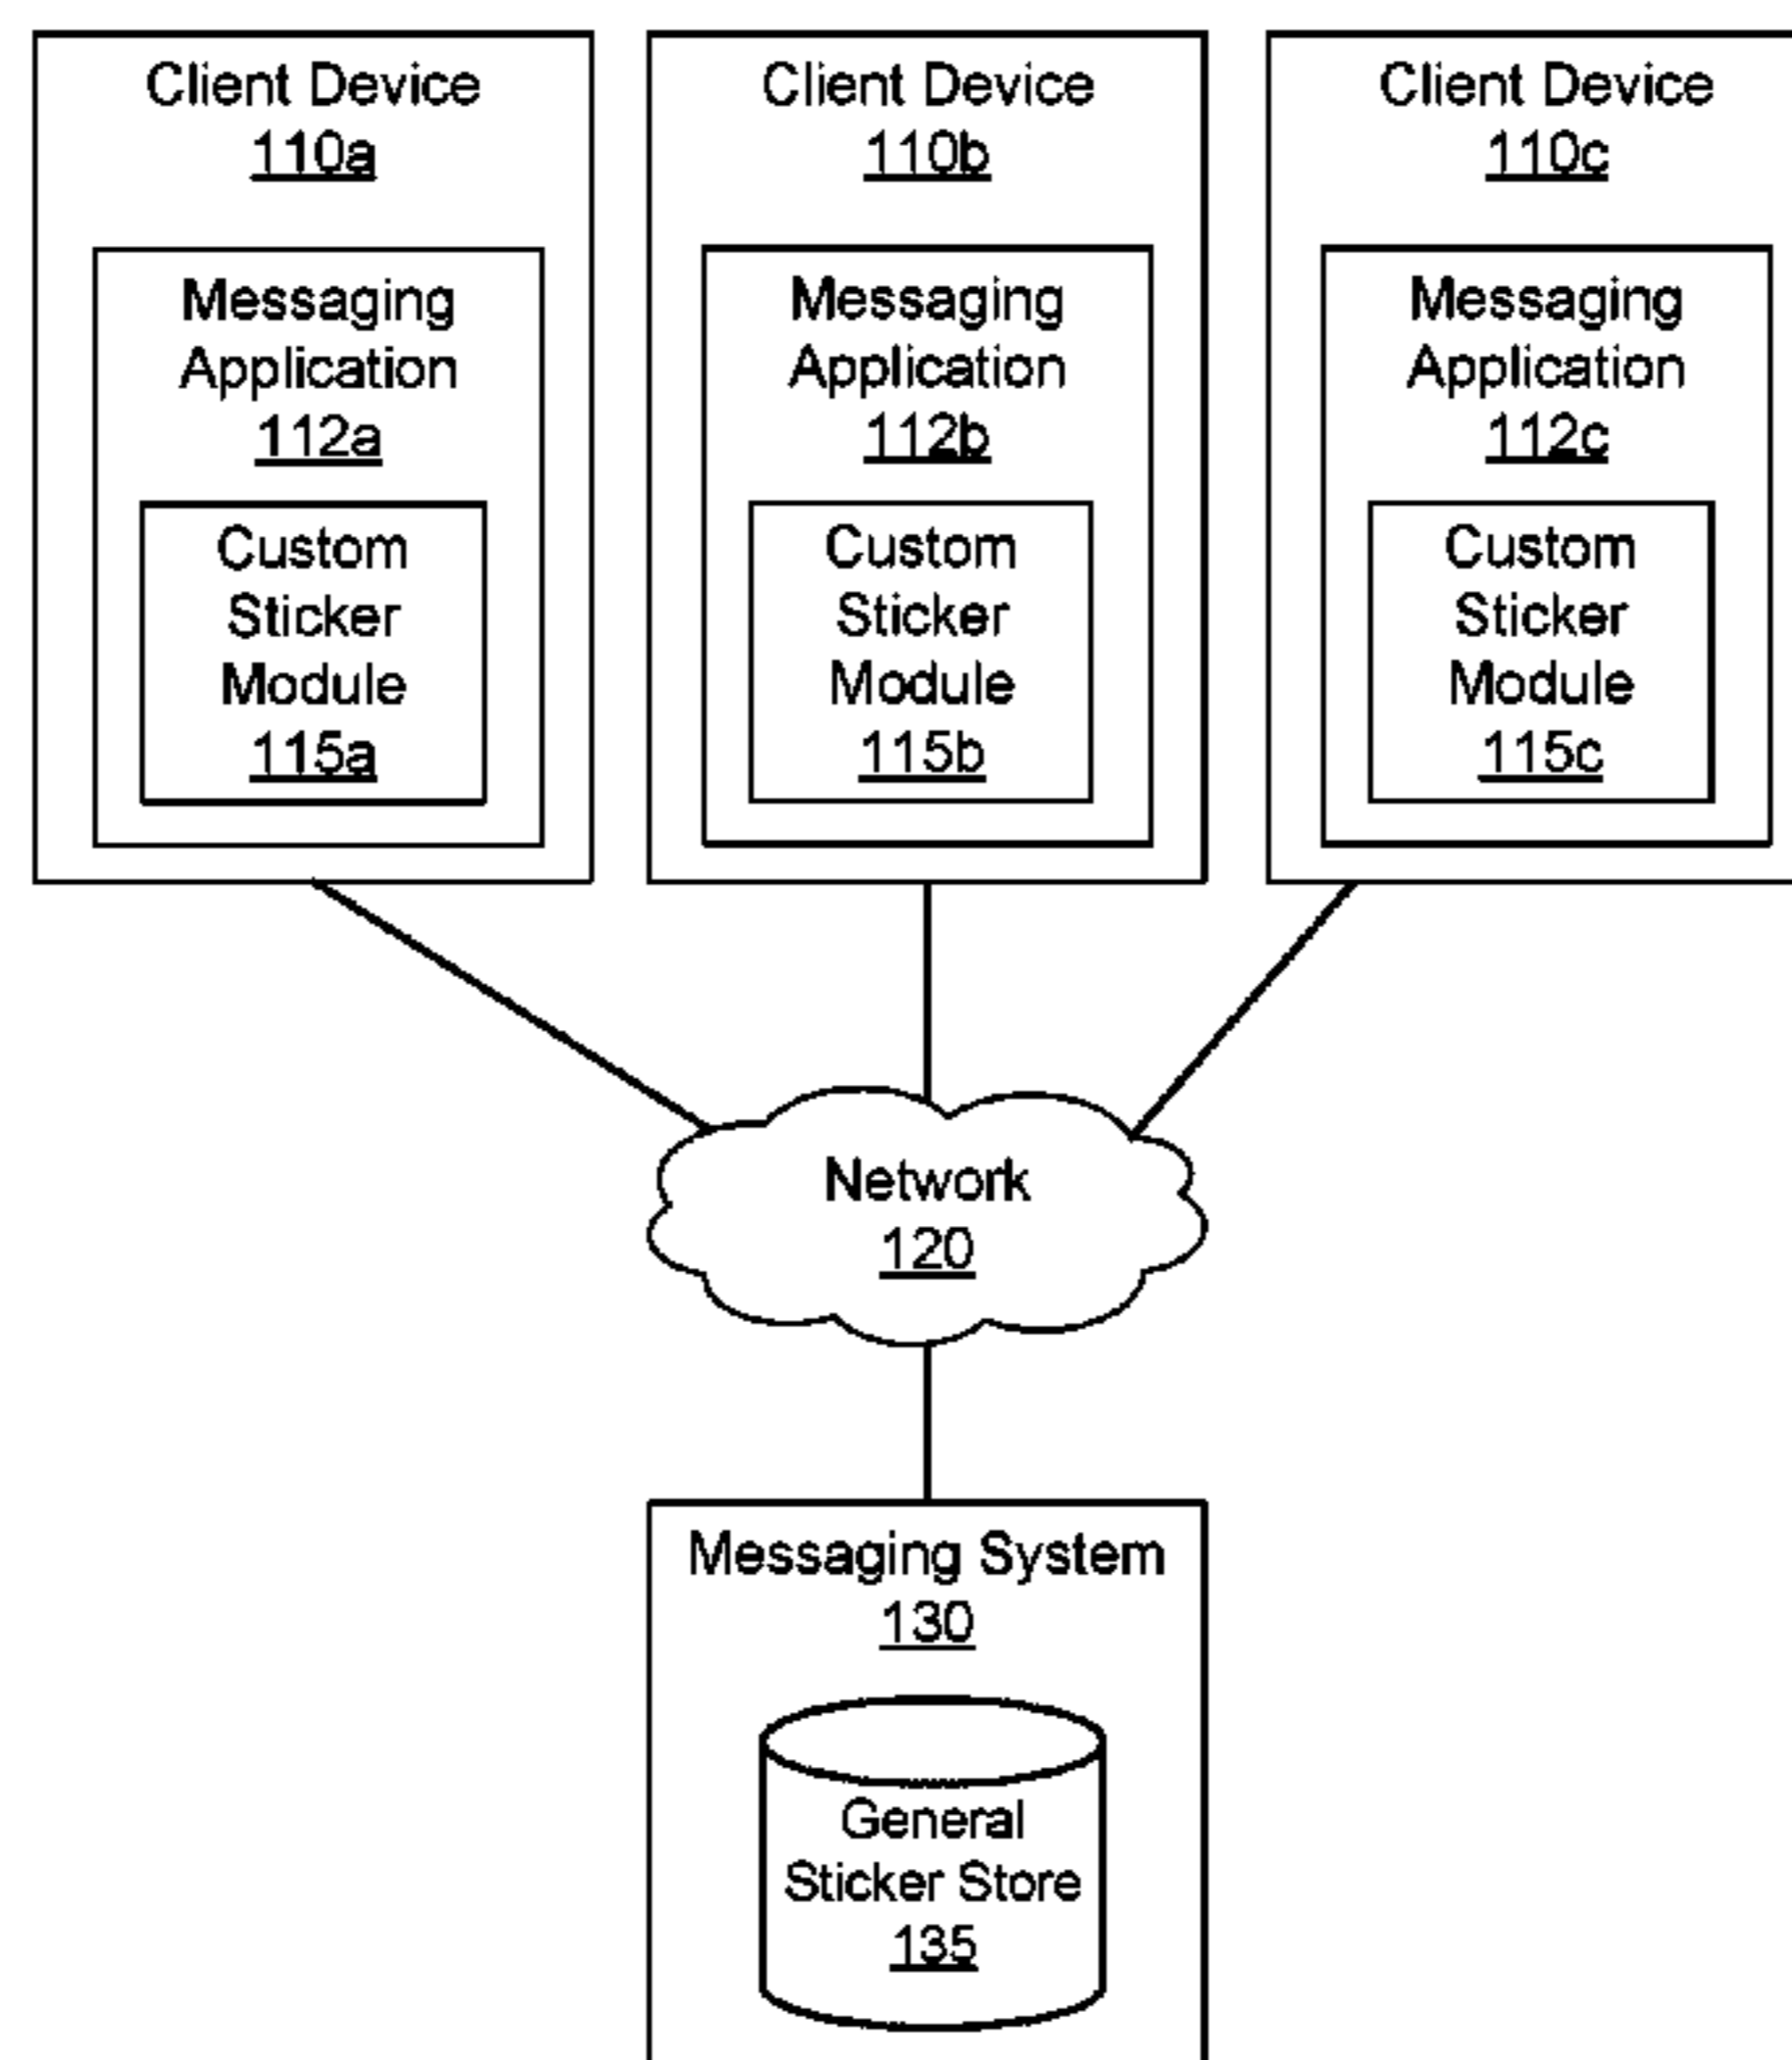 Client Device
110a
Messaging
Application
112a
Custom
Sticker
Module
115a
Client Device
110b
Messaging
Application
112b
Custom
Sticker
Module
115b
Client Device
110c
Messaging
Application
112c
Custom
Sticker
Module
115c
Network
120
Messaging System
130
General
Sticker Store
135